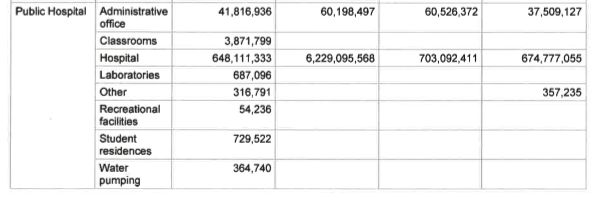 Public Hospital Administrative office 41,816,936 60,198,497 60,526,372 37,509,127
Classrooms 3,871,799
Hospital 648,111,333 6,229,095,568 703,092,411 674,777,055
Laboratories 687,096
Other 316,791 357,235
Recreational facilities 54,236
Student residences 729,522
Water pumping 364,740